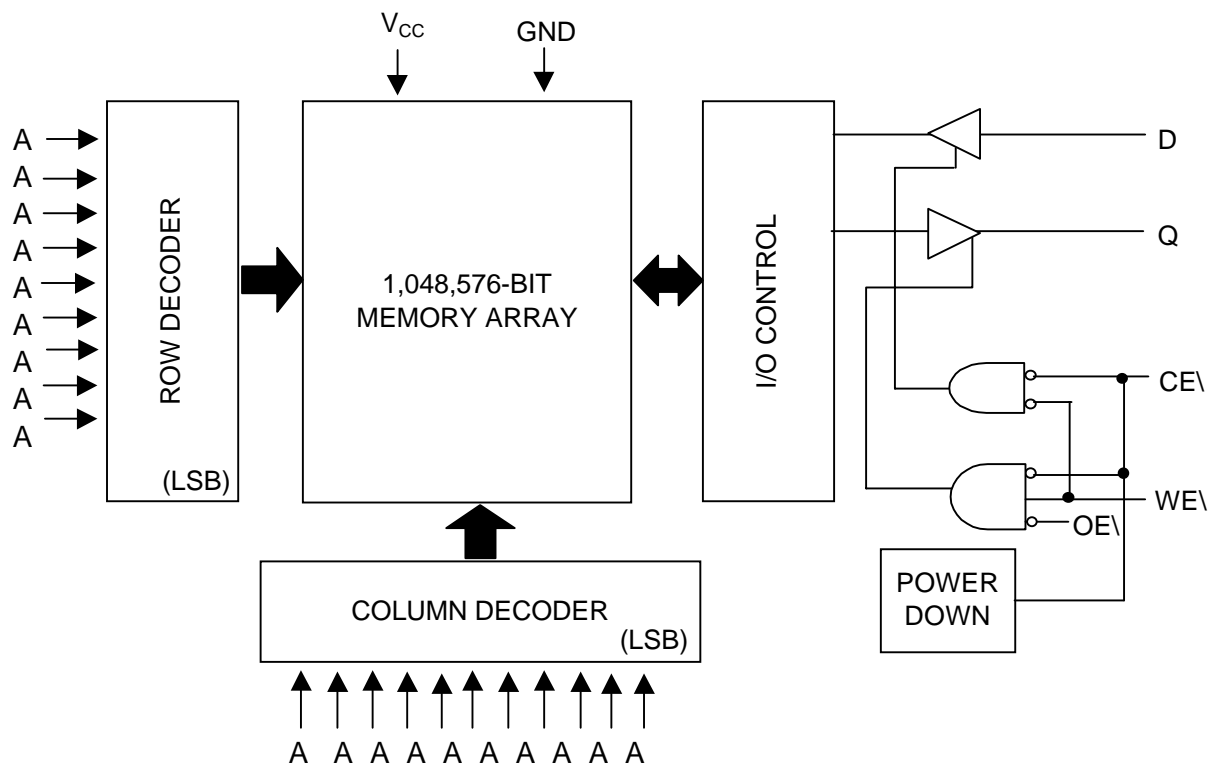 VCC
GND
A
A
A
A
A
A
A
A
A
ROW DECODER
(LSB)
1,048,576-BIT
MEMORY ARRAY
I/O CONTROL
D
Q
CE\
WE\
OE\
POWER
DOWN
COLUMN DECODER
(LSB)
A A A A A A A A A A